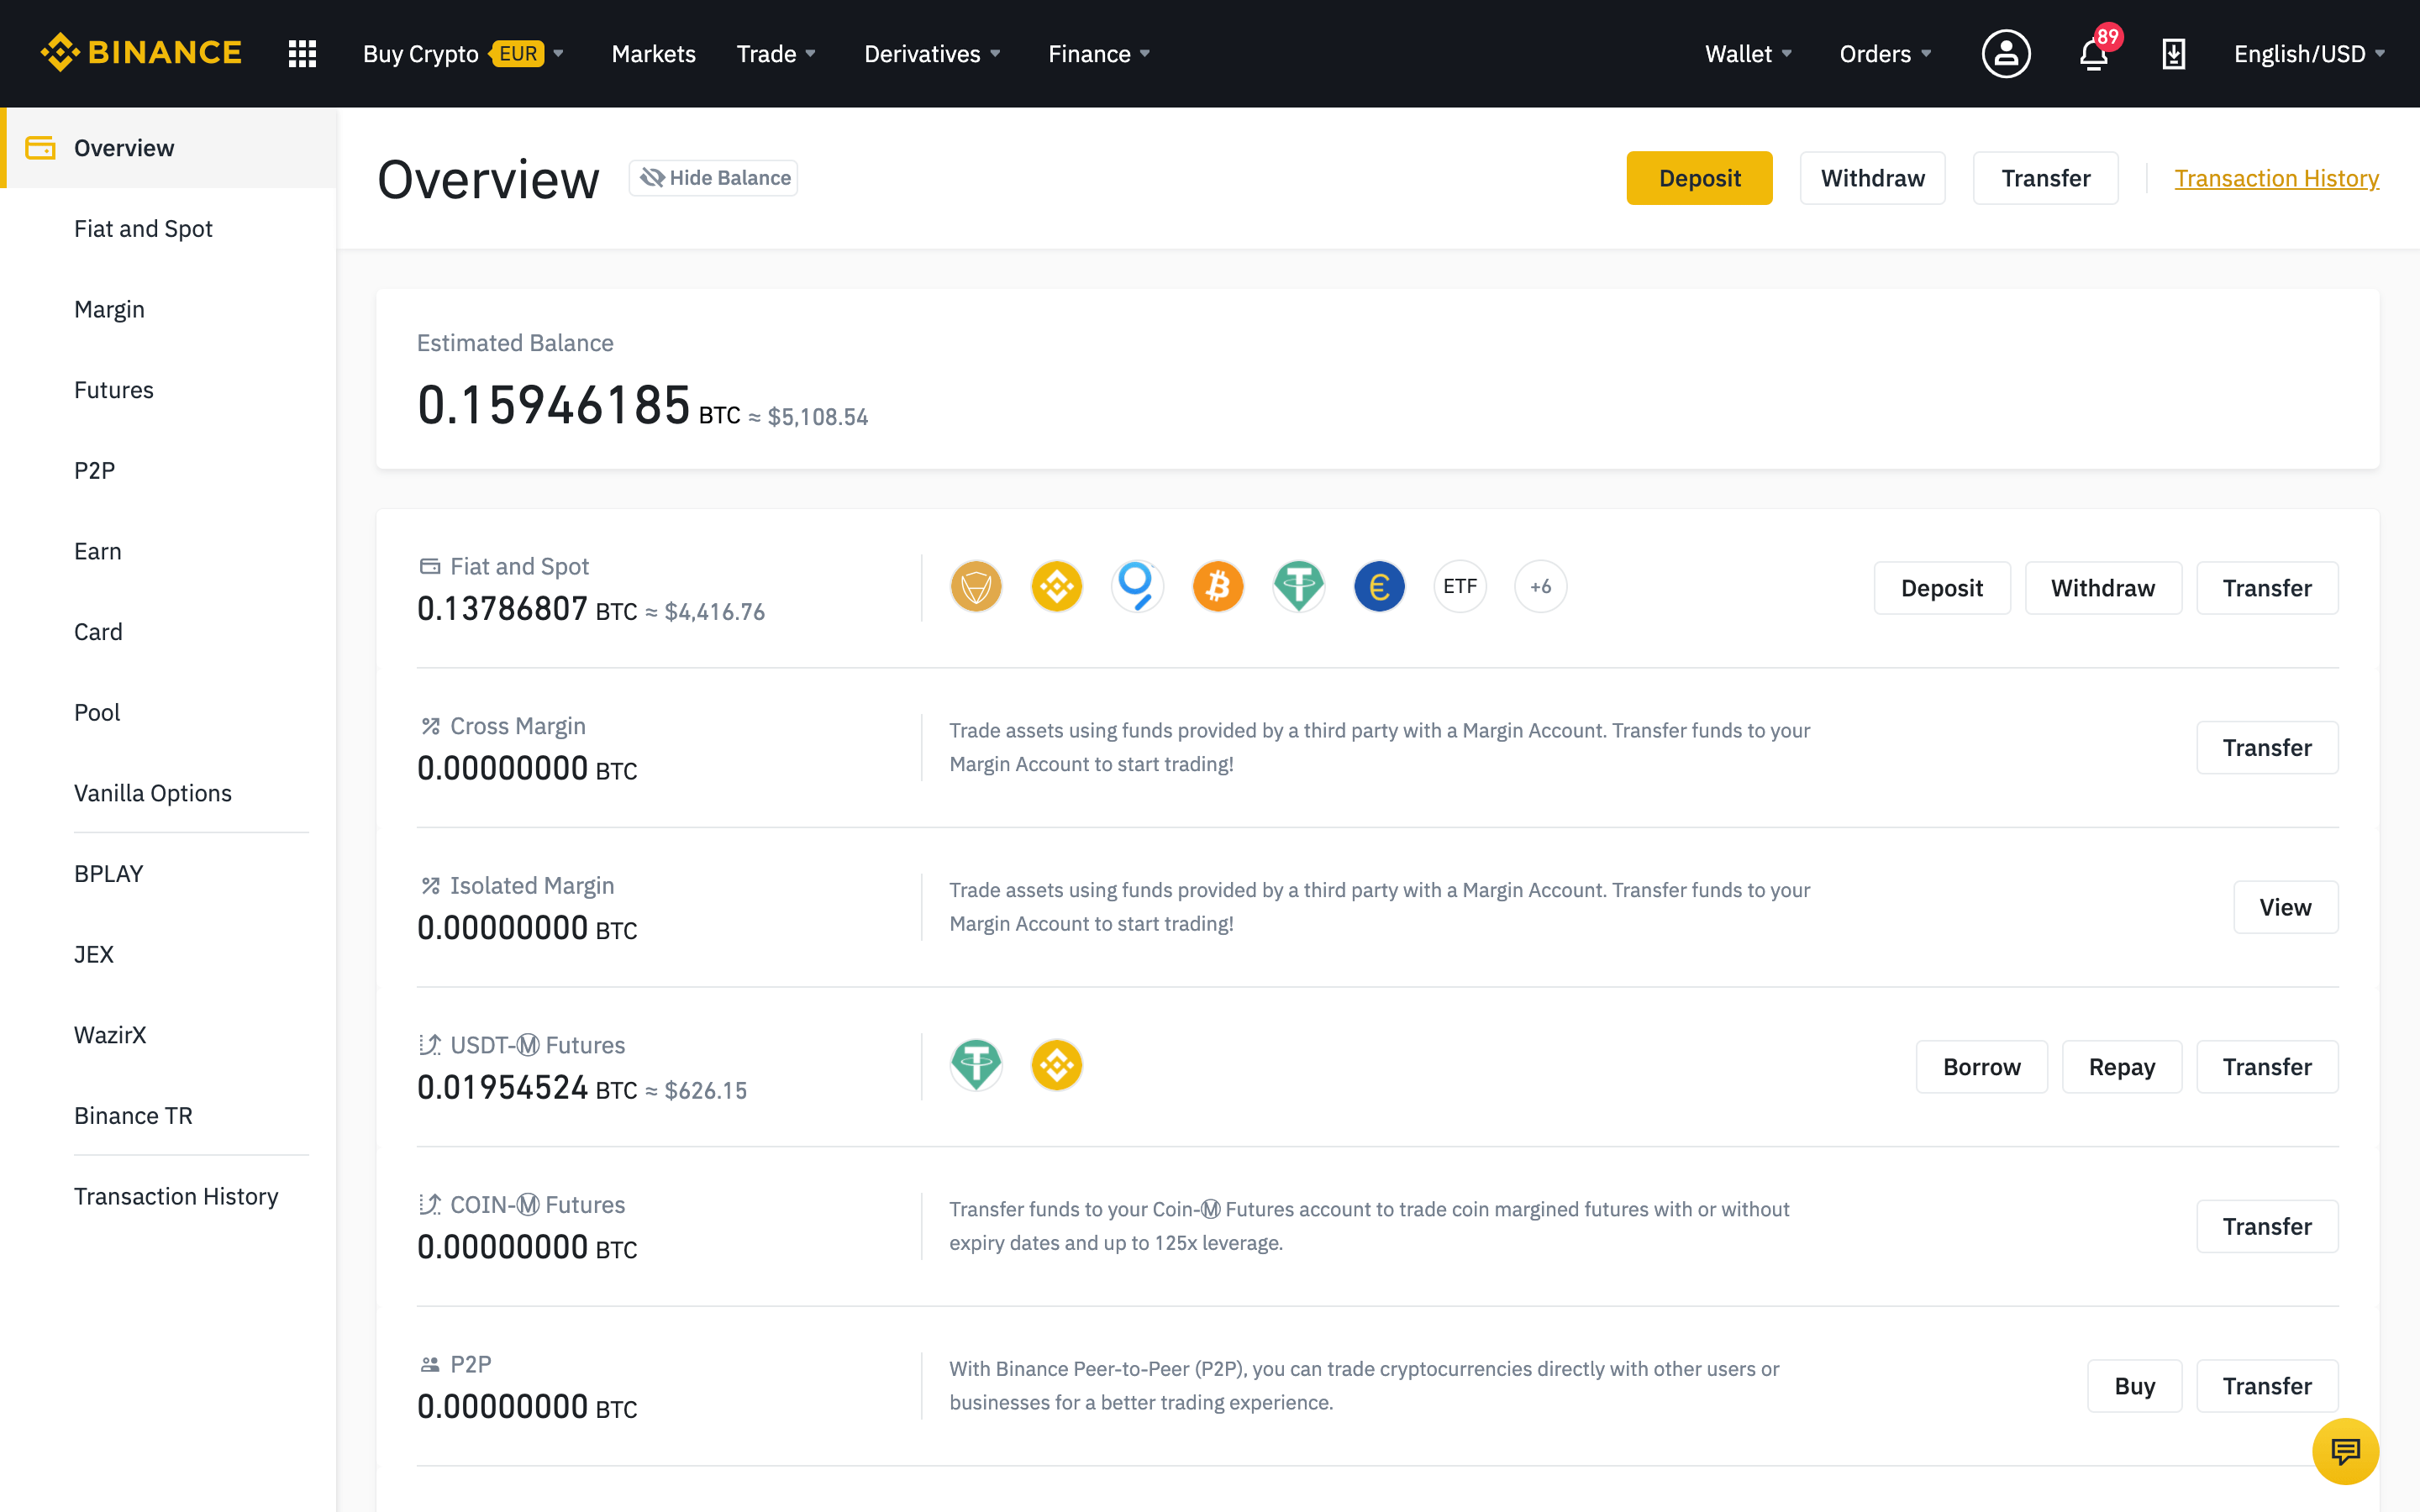 BINANCE
Buy Crypto EUR
Markets
Trade
Derivatives
Finance
Wallet
Orders
89
English/USD
Overview
Fiat and Spot
Margin
Futures
P2P
Earn
Card
Pool
Vanilla Options
BPLAY
JEX
WazirX
Binance TR
Transaction History
Overview
Hide Balance
Deposit
Withdraw
Transfer
Transaction History
Estimated Balance
0.15946185 BTC ≈ $5,108.54
Fiat and Spot
0.13786807 BTC ≈ $4,416.76
ETF
+6
Deposit
Withdraw
Transfer
Cross Margin
0.00000000 BTC
Trade assets using funds provided by a third party with a Margin Account. Transfer funds to your
Margin Account to start trading!
Transfer
Isolated Margin
0.00000000 BTC
Trade assets using funds provided by a third party with a Margin Account. Transfer funds to your
Margin Account to start trading!
View
USDT-Ⓜ Futures
0.01954524 BTC ≈ $626.15
Borrow
Repay
Transfer
COIN-Ⓜ Futures
0.00000000 BTC
Transfer funds to your Coin-Ⓜ Futures account to trade coin margined futures with or without
expiry dates and up to 125x leverage.
Transfer
P2P
0.00000000 BTC
With Binance Peer-to-Peer (P2P), you can trade cryptocurrencies directly with other users or
businesses for a better trading experience.
Buy
Transfer